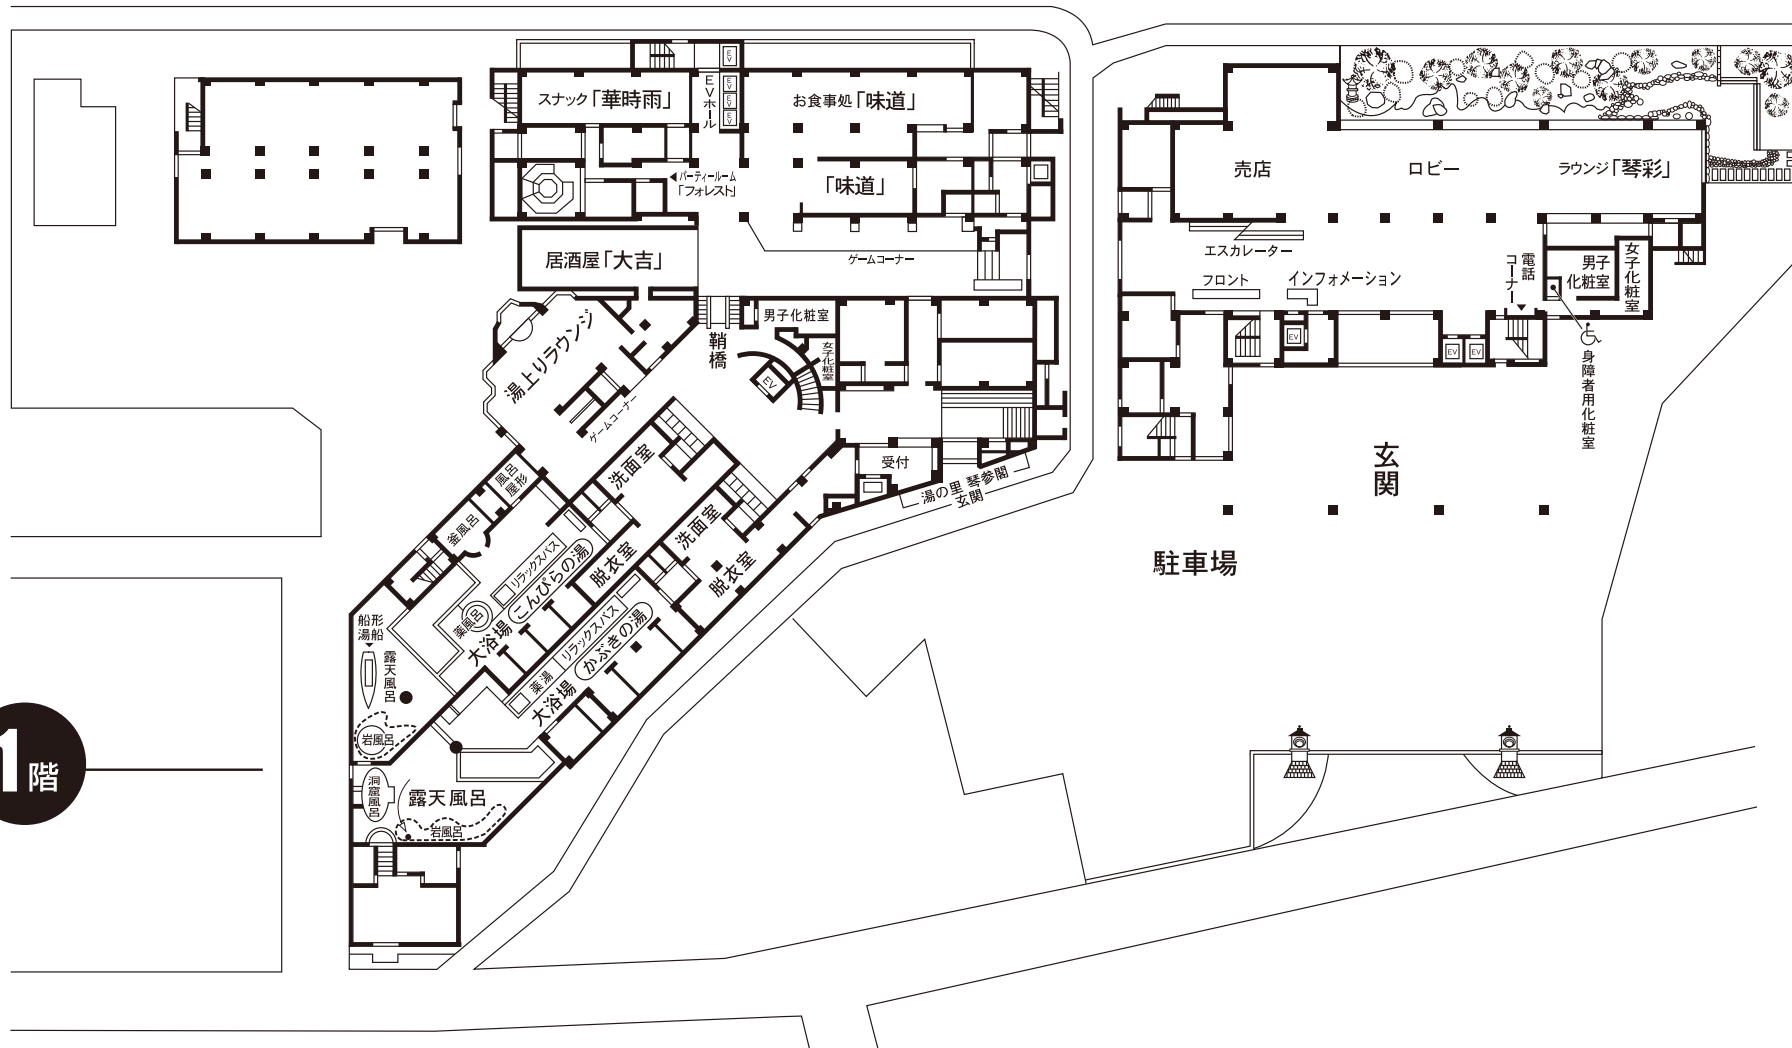 スナック「華時雨」
EVホール
EV
EV
EV
EV
お食事処「味道」
パーティールーム
「フォレスト」
「味道」
居酒屋「大吉」
ゲームコーナー
売店
ロビー
ラウンジ「琴彩」
エスカレーター
フロント
インフォメーション
電話
コーナー
男子
化粧室
女子化粧室
身障者用化粧室
EV
EV
EV
湯上リラウンジ
鞘橋
男子化粧室
女子化粧室
EV
ゲームコーナー
受付
湯の里 琴参閣
玄関
玄関
駐車場
洗面室
洗面室
脱衣室
脱衣室
風呂
屋形
釜風呂
リラックスバス
こんぴらの湯
薬風呂
大浴場
リラックスバス
かぶきの湯
薬湯
大浴場
船形
湯船
露天風呂
岩風呂
洞窟風呂
露天風呂
岩風呂
1階